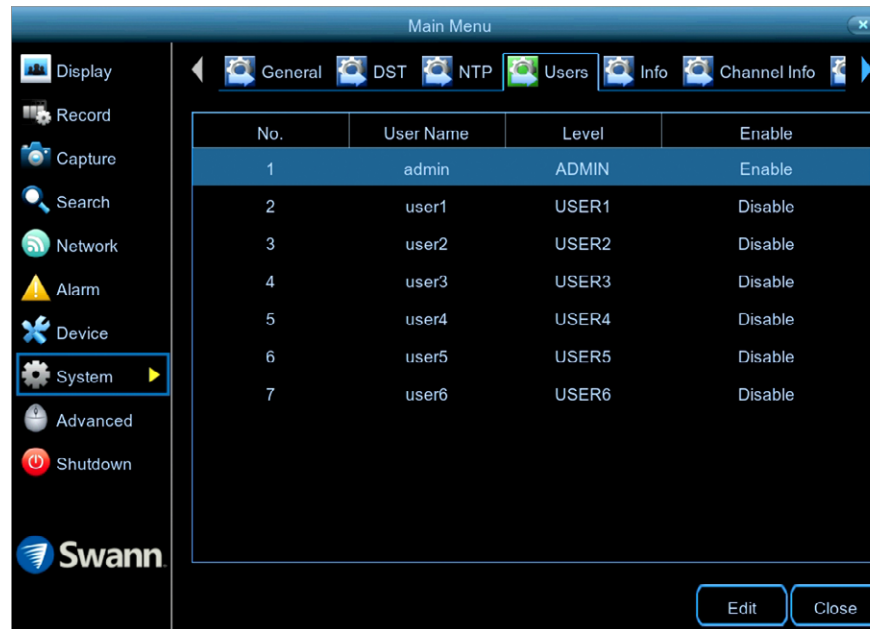 Main Menu
Display
Record
Capture
Search
Network
Alarm
Device
System
Advanced
Shutdown
Swann
General DST NTP Users Info Channel Info
No. User Name Level Enable
1 admin ADMIN Enable
2 user1 USER1 Disable
3 user2 USER2 Disable
4 user3 USER3 Disable
5 user4 USER4 Disable
6 user5 USER5 Disable
7 user6 USER6 Disable
Edit Close